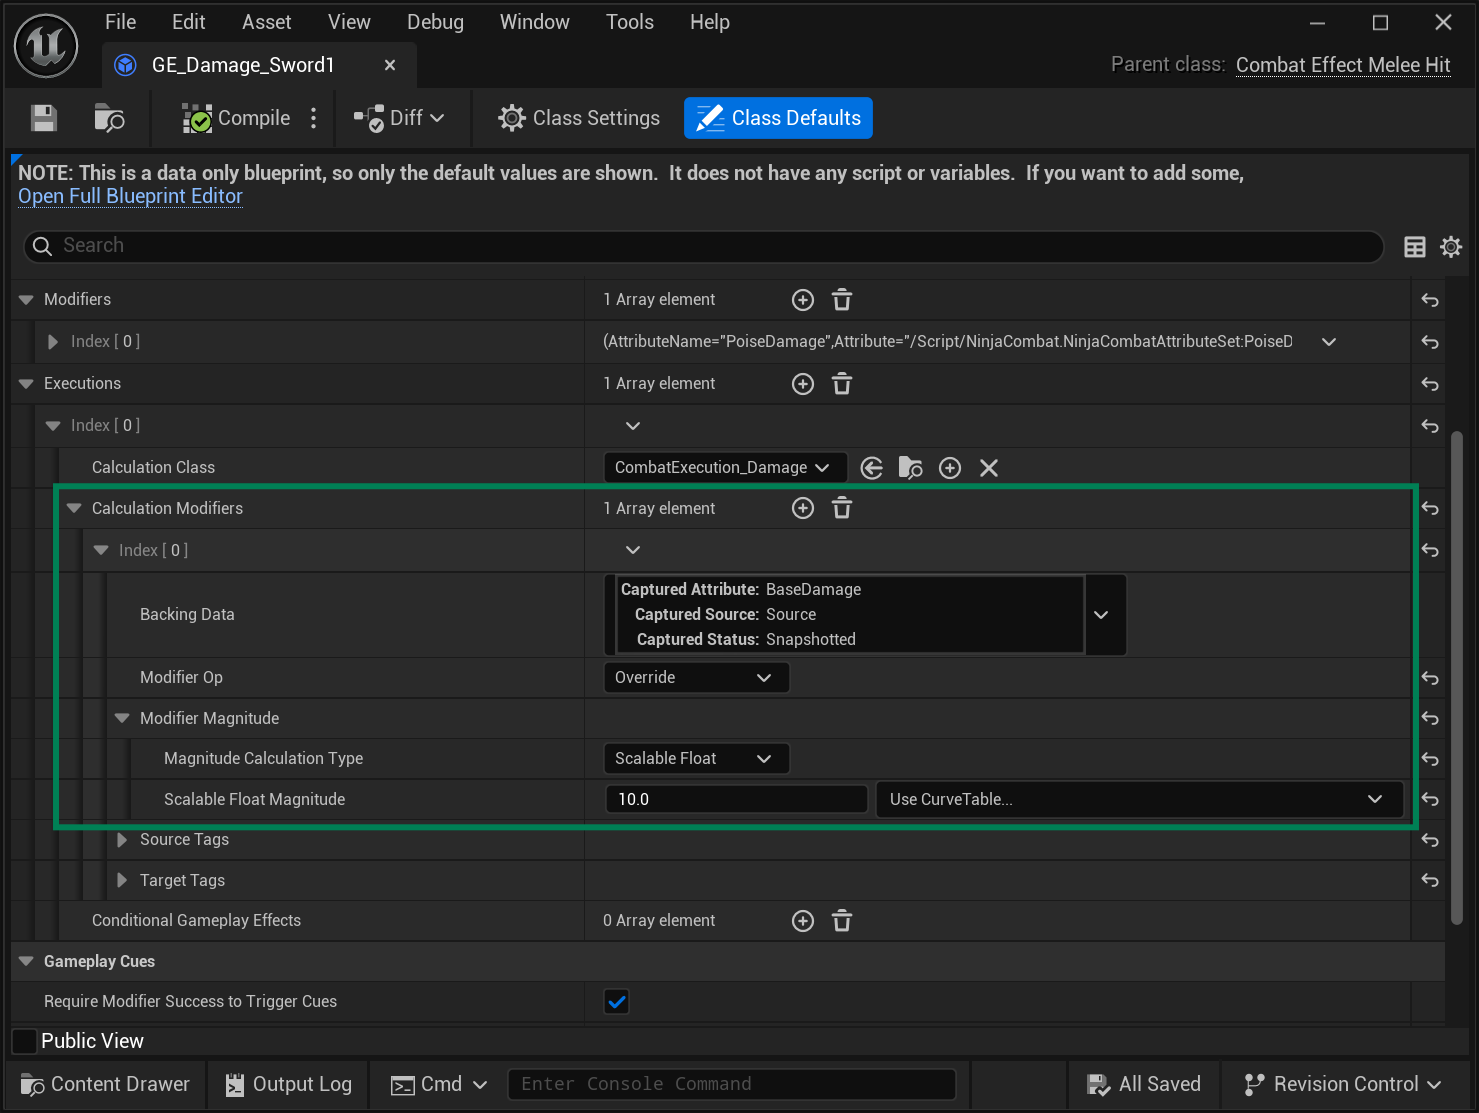 File Edit Asset View Debug Window Tools Help
GE_Damage_Sword1
Parent class: Combat Effect Melee Hit
Compile Diff Class Settings Class Defaults
NOTE: This is a data only blueprint, so only the default values are shown. It does not have any script or variables. If you want to add some,
Open Full Blueprint Editor
Search
Modifiers 1 Array element
Index [ 0 ] (AttributeName="PoiseDamage",Attribute="/Script/NinjaCombat.NinjaCombatAttributeSet:PoiseD
Executions 1 Array element
Index [ 0 ]
Calculation Class CombatExecution_Damage
Calculation Modifiers 1 Array element
Index [ 0 ]
Captured Attribute: BaseDamage
Backing Data Captured Source: Source
Captured Status: Snapshotted
Modifier Op Override
Modifier Magnitude
Magnitude Calculation Type Scalable Float
Scalable Float Magnitude 10.0 Use CurveTable...
Source Tags
Target Tags
Conditional Gameplay Effects 0 Array element
Gameplay Cues
Require Modifier Success to Trigger Cues
Public View
Content Drawer Output Log Cmd Enter Console Command All Saved Revision Control